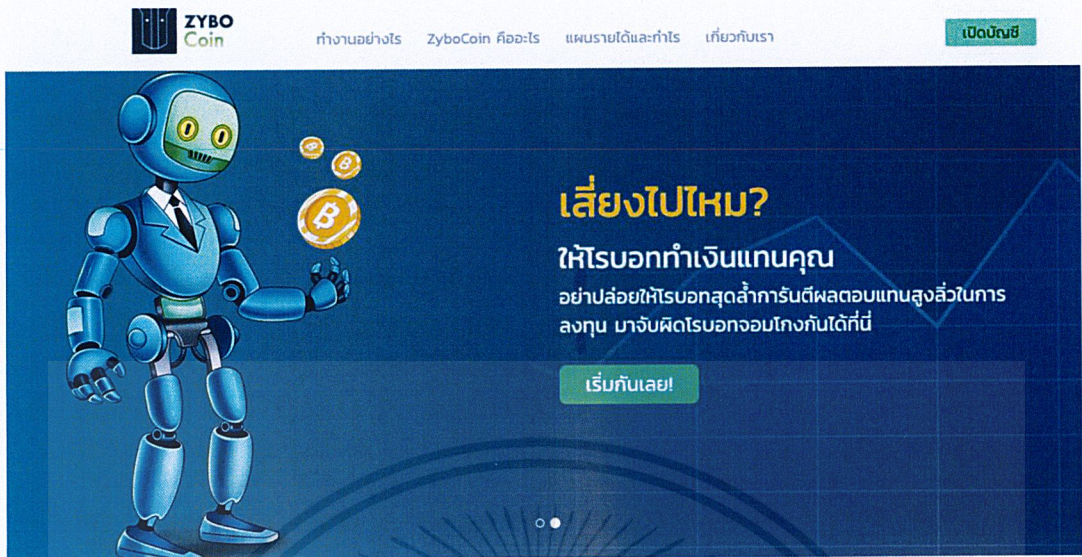 ZYBO
Coin
ทำงานอย่างไร
ZyboCoin คืออะไร
แผนรายได้และกำไร
เกี่ยวกับเรา
เปิดบัญชี
เสี่ยงไปไหม?
ให้โรบอททำเงินแทนคุณ
อย่าปล่อยให้โรบอทสุดล้ำการันตีผลตอบแทนสูงลิ่วในการ
ลงทุน มาจับผิดโรบอทจอมโกงกันได้ที่นี่
เริ่มกันเลย!